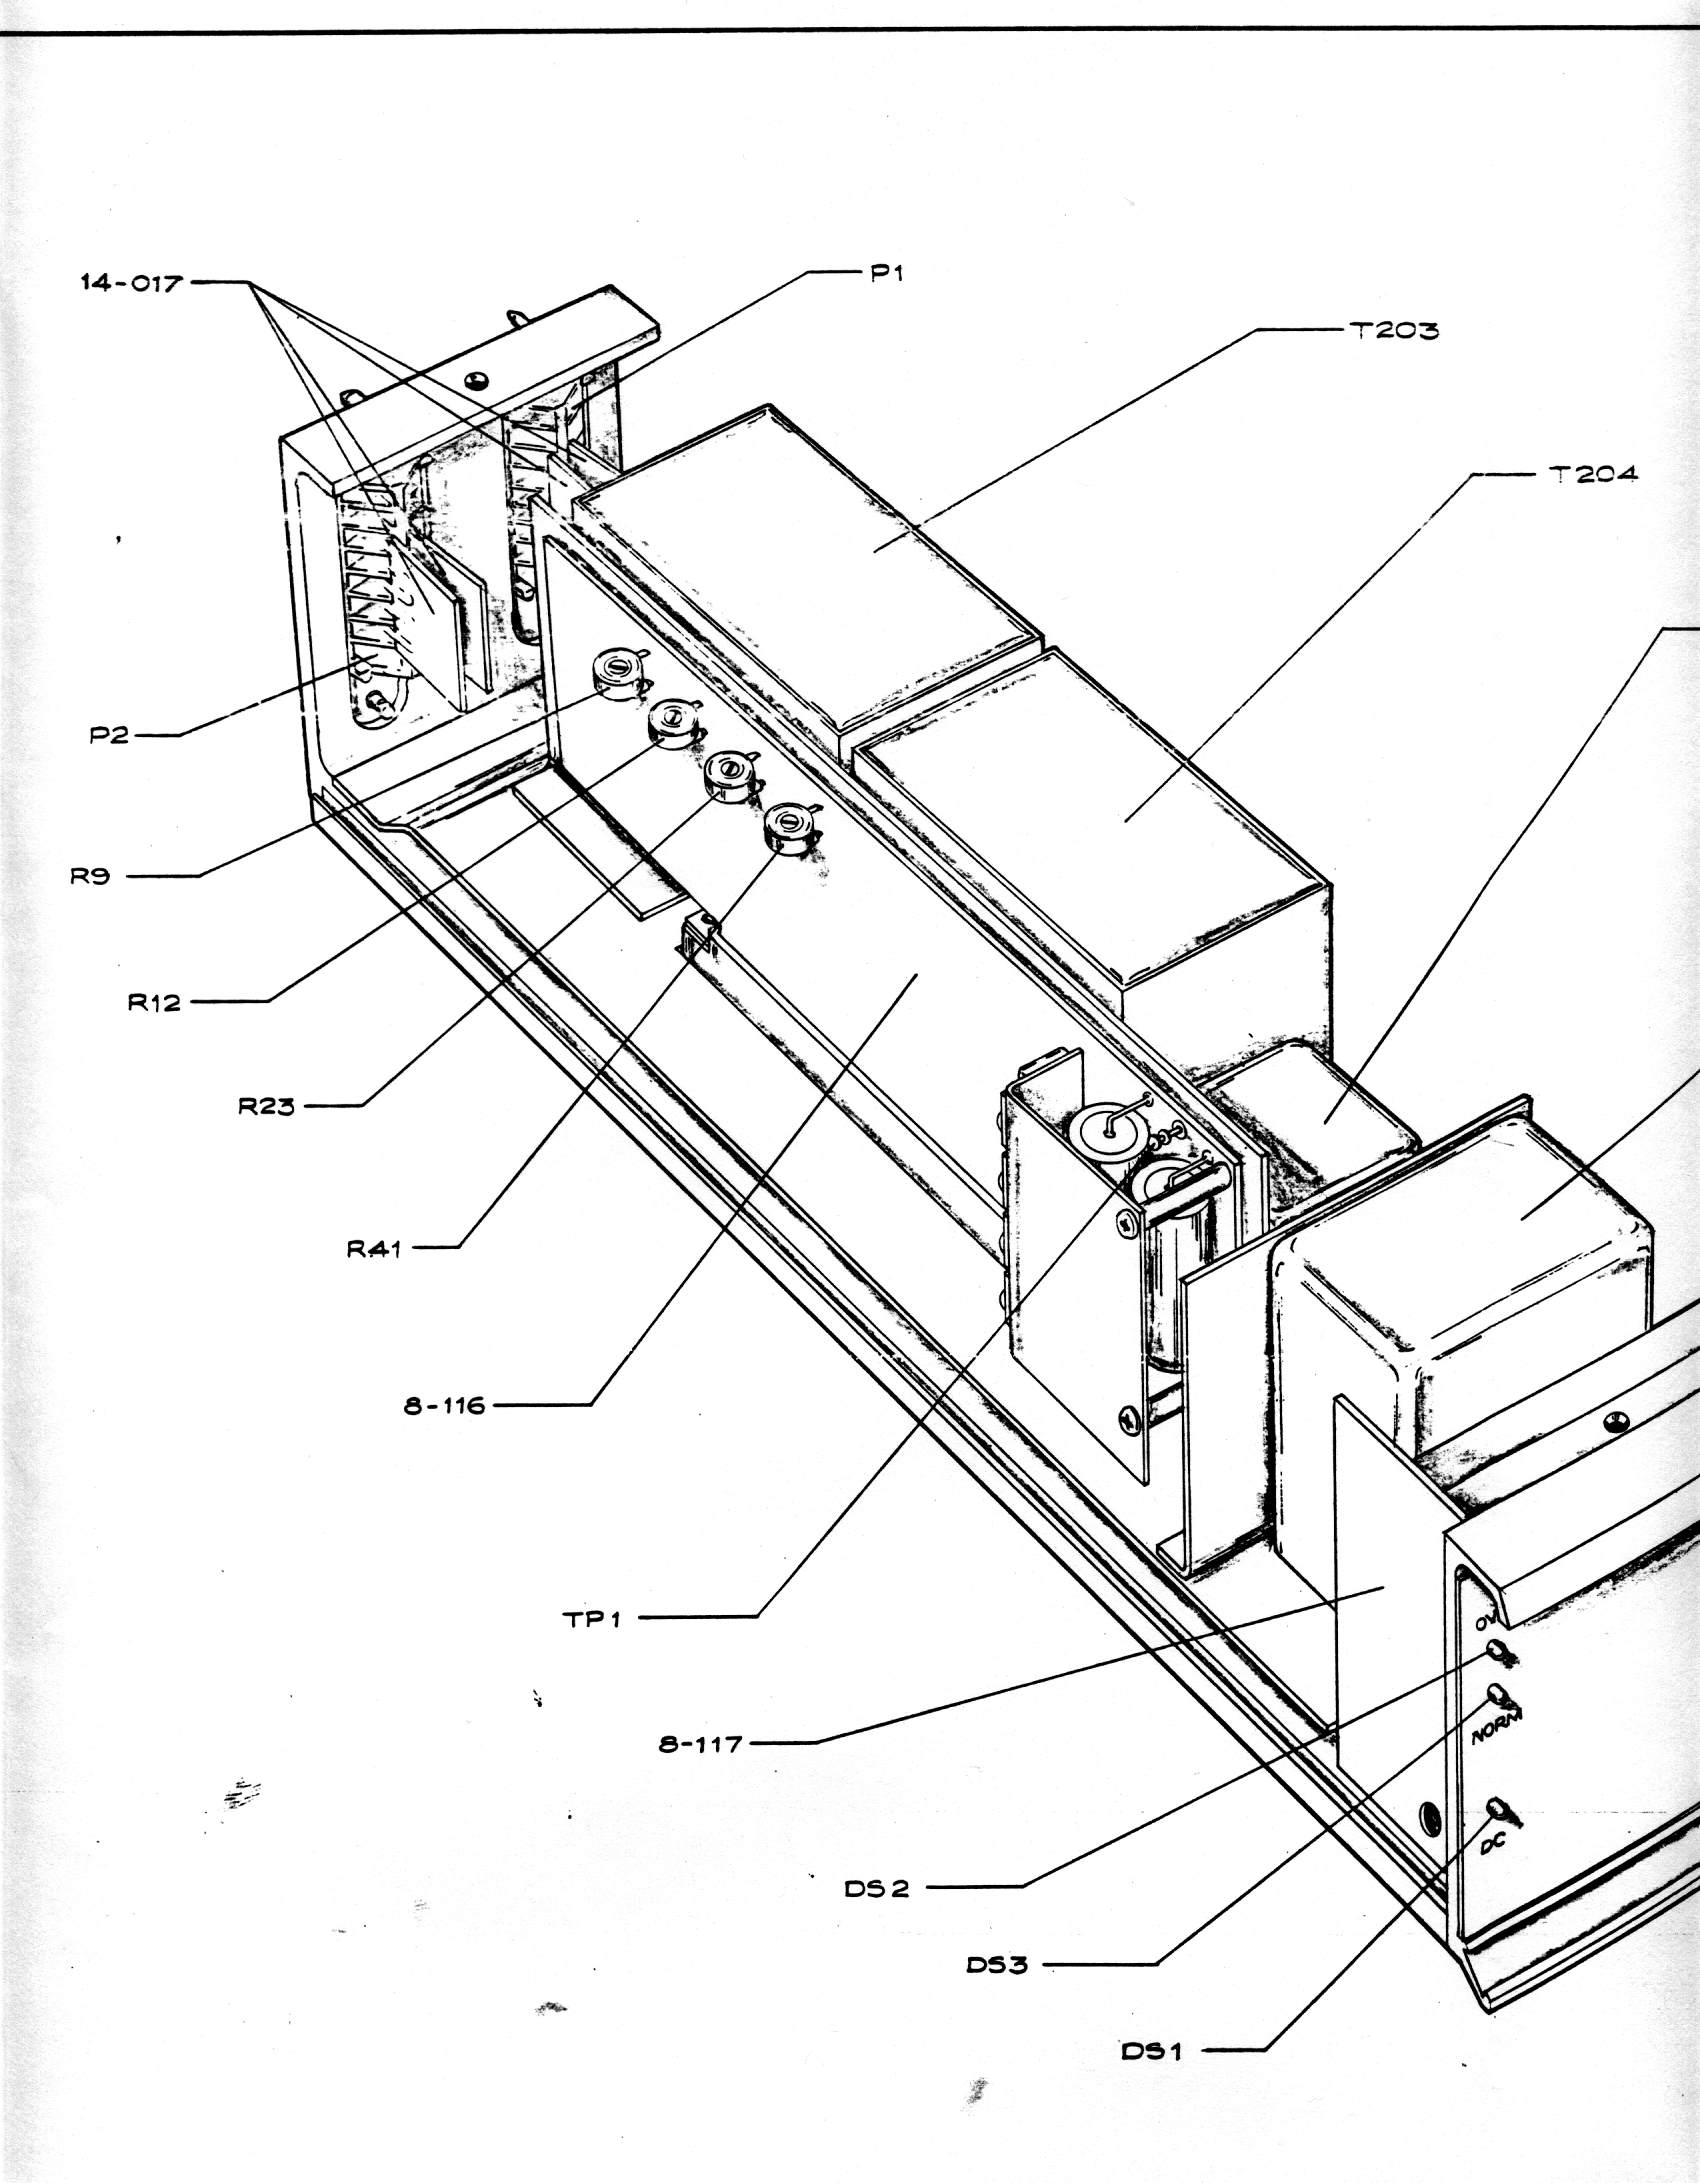 P1
14-017
T203
T204
P2
R9
R12
R23
R41
8-116
TP1
OV
8-117
NORM
DC
DS2
DS3
DS1